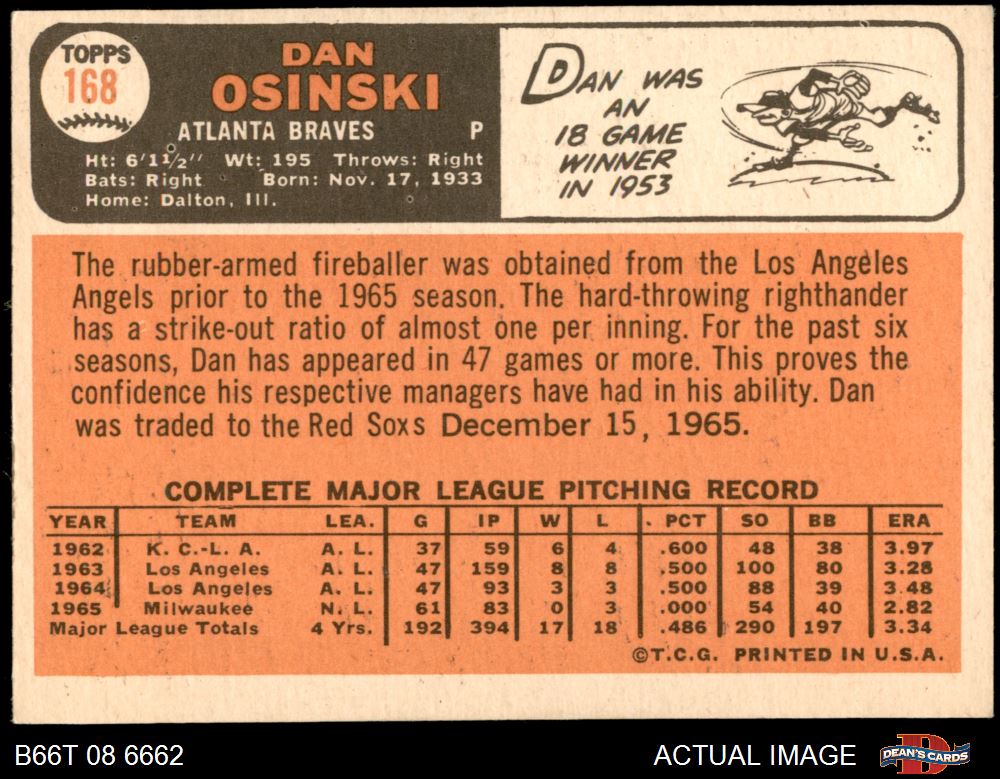 TOPPS
168
DAN
OSINSKI
ATLANTA BRAVES P
Ht: 6'1½" Wt: 195 Throws: Right
Bats: Right Born: Nov. 17, 1933
Home: Dalton, Ill.
DAN WAS
AN
18 GAME
WINNER
IN 1953
The rubber-armed fireballer was obtained from the Los Angeles
Angels prior to the 1965 season. The hard-throwing righthander
has a strike-out ratio of almost one per inning. For the past six
seasons, Dan has appeared in 47 games or more. This proves the
confidence his respective managers have had in his ability. Dan
was traded to the Red Soxs December 15, 1965.
COMPLETE MAJOR LEAGUE PITCHING RECORD
YEAR TEAM LEA. G IP W L PCT SO BB ERA
1962 K. C.-L. A. A. L. 37 59 6 4 .600 48 38 3.97
1963 Los Angeles A. L. 47 159 8 8 .500 100 80 3.28
1964 Los Angeles A. L. 47 93 3 3 .500 88 39 3.48
1965 Milwaukee N. L. 61 83 0 3 .000 54 40 2.82
Major League Totals 4 Yrs. 192 394 17 18 .486 290 197 3.34
©T.C.G. PRINTED IN U.S.A.
B66T 08 6662 ACTUAL IMAGE DEAN'S CARDS